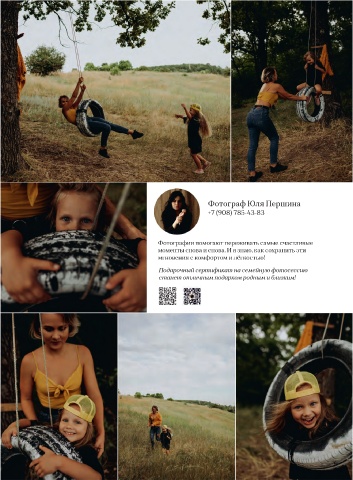 Фотограф Юля Першина
+7 (908) 785-43-83
Фотографии помогают переживать самые счастливые
моменты снова и снова. И я знаю, как сохранить эти
мгновения с комфортом и лёгкостью!
Подарочный сертификат на семейную фотосессию
станет отличным подарком родным и близким!